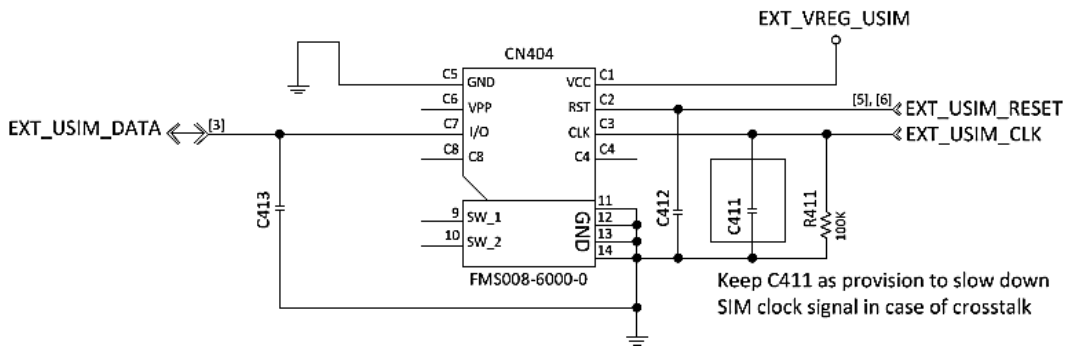 EXT_VREG_USIM
CN404
C5 GND VCC C1
C6 VPP RST C2 [5], [6] EXT_USIM_RESET
EXT_USIM_DATA [3] C7 I/O CLK C3 EXT_USIM_CLK
C8 C8 C4 C4
C413
C412
C411
R411
100K
11
9 SW_1 GND 12
10 SW_2 13
14
FMS008-6000-0
Keep C411 as provision to slow down
SIM clock signal in case of crosstalk